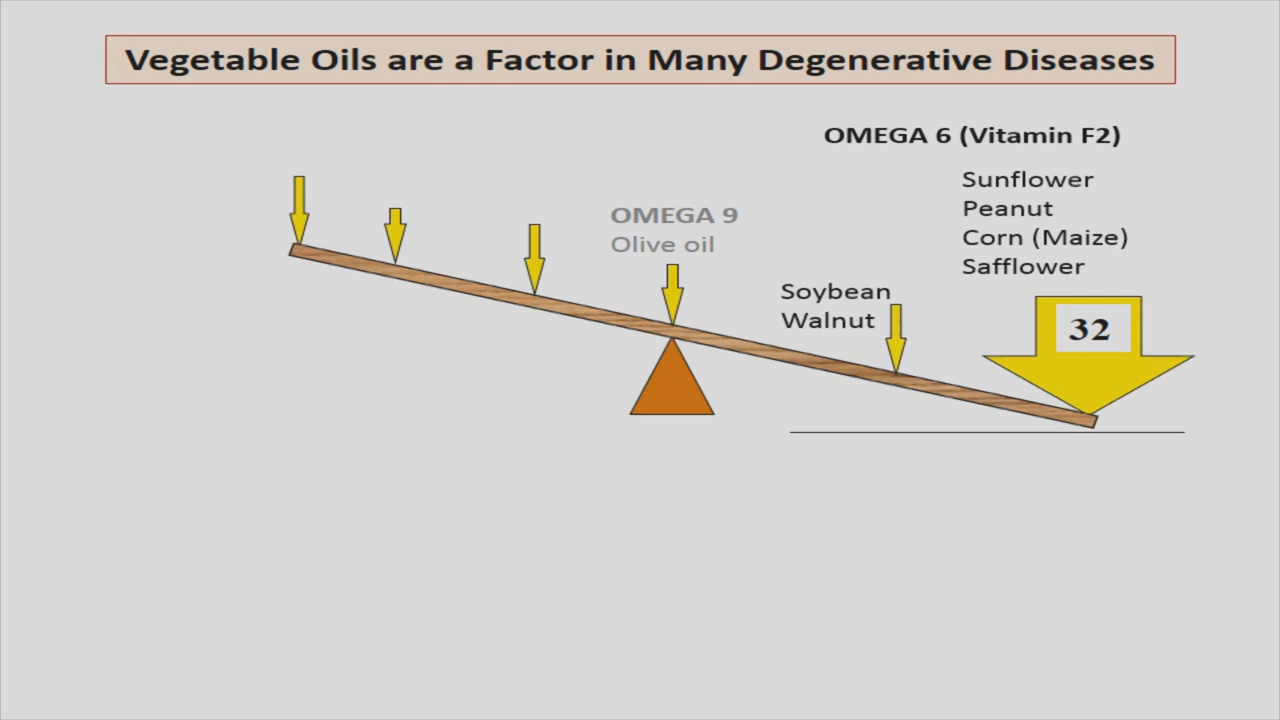 Vegetable Oils are a Factor in Many Degenerative Diseases
OMEGA 6 (Vitamin F2)
Sunflower
Peanut
Corn (Maize)
Safflower
OMEGA 9
Olive oil
Soybean
Walnut
32